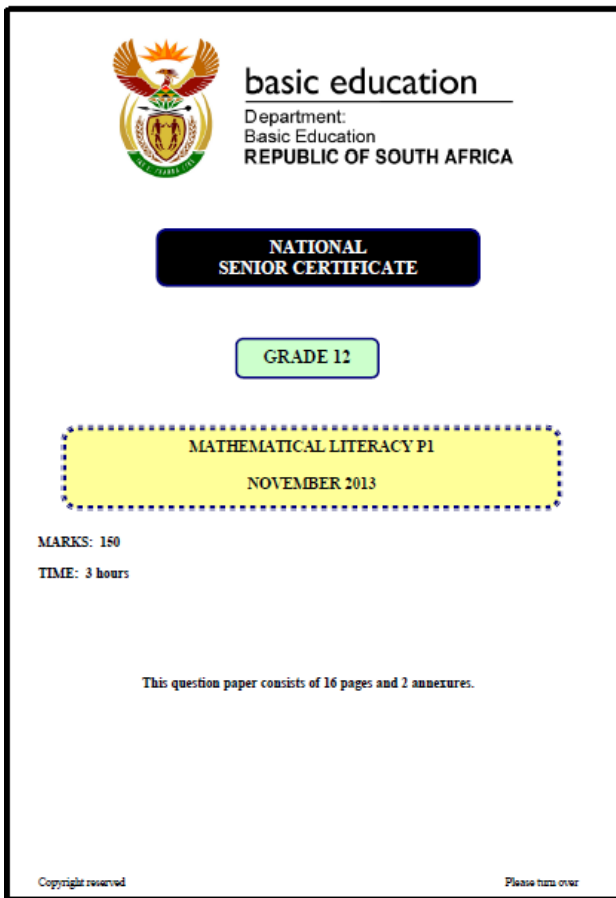 basic education
Department:
Basic Education
REPUBLIC OF SOUTH AFRICA
NATIONAL
SENIOR CERTIFICATE
GRADE 12
MATHEMATICAL LITERACY P1
NOVEMBER 2013
MARKS: 150
TIME: 3 hours
This question paper consists of 16 pages and 2 annexures.
Copyright reserved
Please turn over